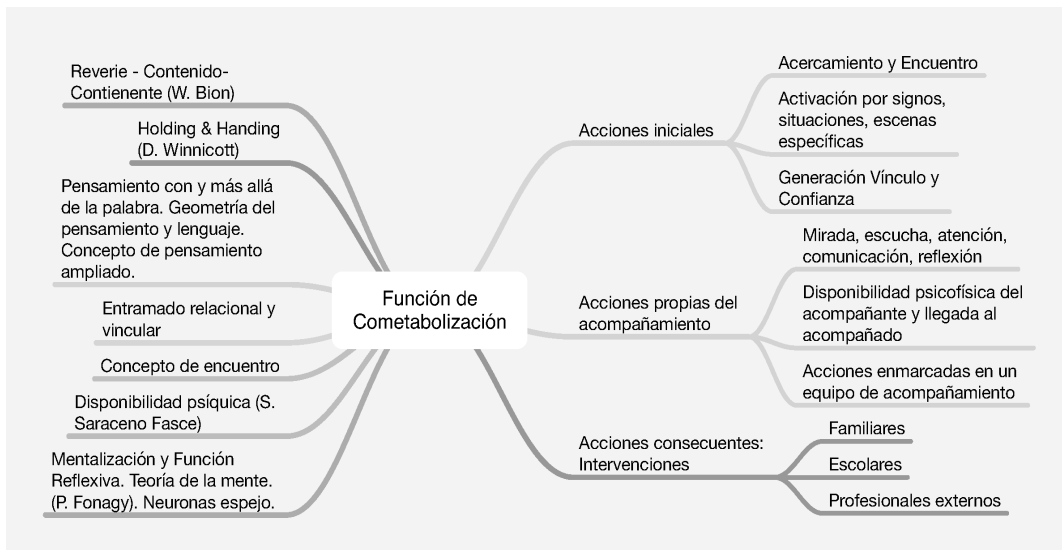 Reverie - Contenido-
Contienente (W. Bion)
Holding & Handing
(D. Winnicott)
Pensamiento con y más allá
de la palabra. Geometría del
pensamiento y lenguaje.
Concepto de pensamiento
ampliado.
Entramado relacional y
vincular
Concepto de encuentro
Disponibilidad psíquica (S.
Saraceno Fasce)
Mentalización y Función
Reflexiva. Teoría de la mente.
(P. Fonagy). Neuronas espejo.
Función de
Cometabolización
Acciones iniciales
Acercamiento y Encuentro
Activación por signos,
situaciones, escenas
específicas
Generación Vínculo y
Confianza
Acciones propias del
acompañamiento
Mirada, escucha, atención,
comunicación, reflexión
Disponibilidad psicofísica del
acompañante y llegada al
acompañado
Acciones enmarcadas en un
equipo de acompañamiento
Acciones consecuentes:
Intervenciones
Familiares
Escolares
Profesionales externos